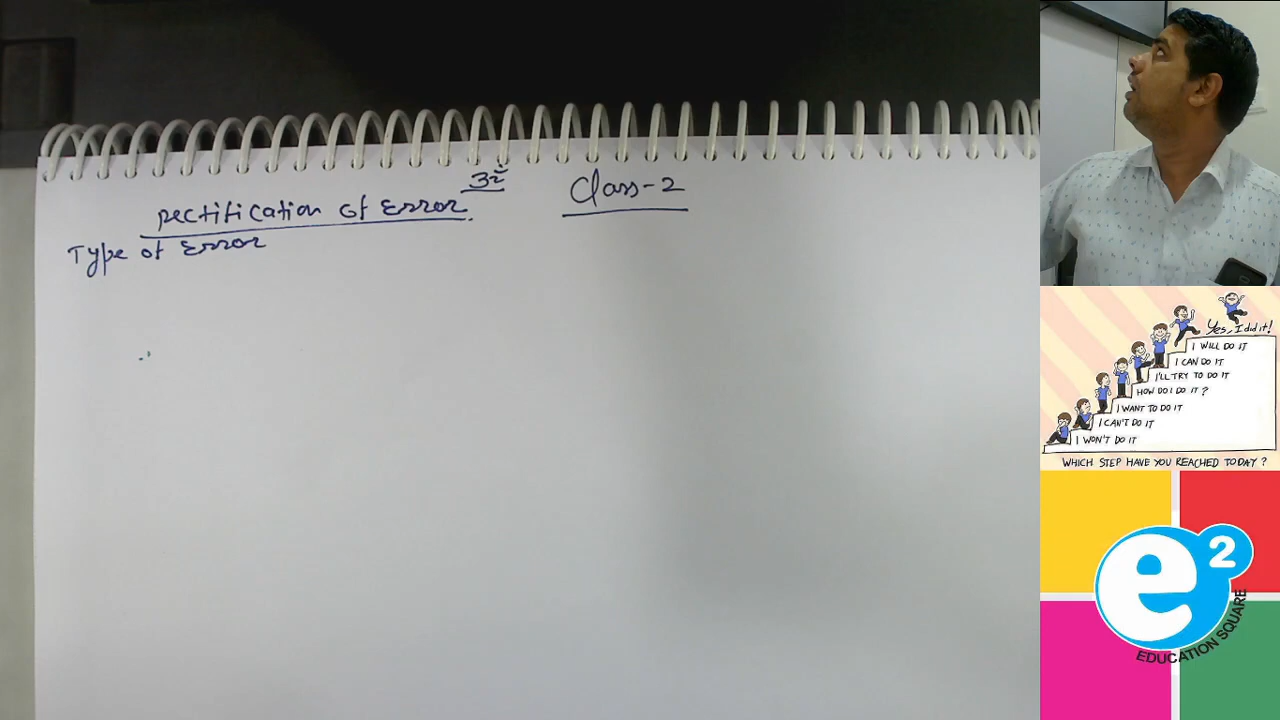 Rectification of Error
Class-2
Type of Error
Yes, I did it!
I WILL DO IT
I CAN DO IT
I'LL TRY TO DO IT
HOW DO I DO IT?
I WANT TO DO IT
I CAN'T DO IT
I WON'T DO IT
WHICH STEP HAVE YOU REACHED TODAY?
e2
EDUCATION SQUARE